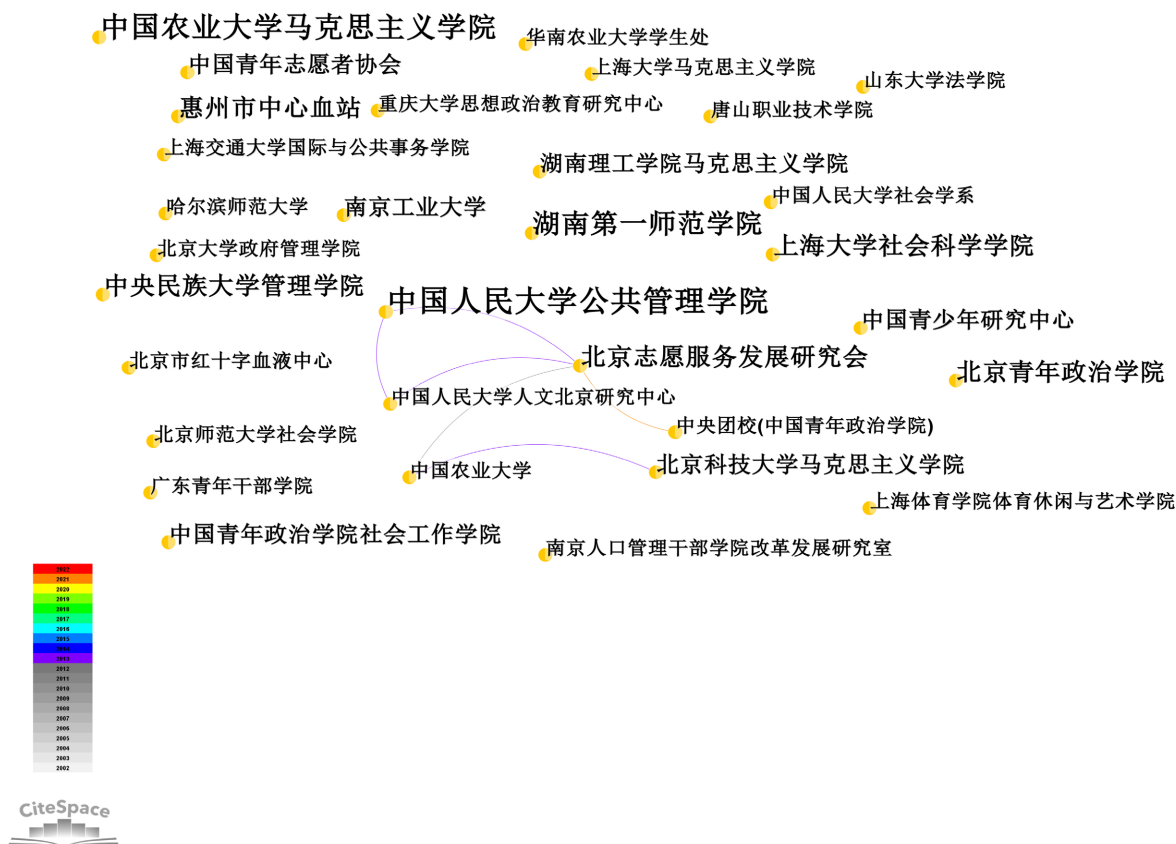 中国农业大学马克思主义学院
华南农业大学学生处
中国青年志愿者协会
上海大学马克思主义学院
山东大学法学院
惠州市中心血站
重庆大学思想政治教育研究中心
唐山职业技术学院
上海交通大学国际与公共事务学院
湖南理工学院马克思主义学院
中国人民大学社会学系
哈尔滨师范大学
南京工业大学
湖南第一师范学院
上海大学社会科学学院
北京大学政府管理学院
中央民族大学管理学院
中国人民大学公共管理学院
中国青少年研究中心
北京市红十字血液中心
北京志愿服务发展研究会
北京青年政治学院
中国人民大学人文北京研究中心
中央团校(中国青年政治学院)
北京师范大学社会学院
中国农业大学
北京科技大学马克思主义学院
广东青年干部学院
上海体育学院体育休闲与艺术学院
中国青年政治学院社会工作学院
南京人口管理干部学院改革发展研究室
2022
2021
2020
2019
2018
2017
2016
2015
2014
2013
2012
2011
2010
2009
2008
2007
2006
2005
2004
2003
2002
CiteSpace